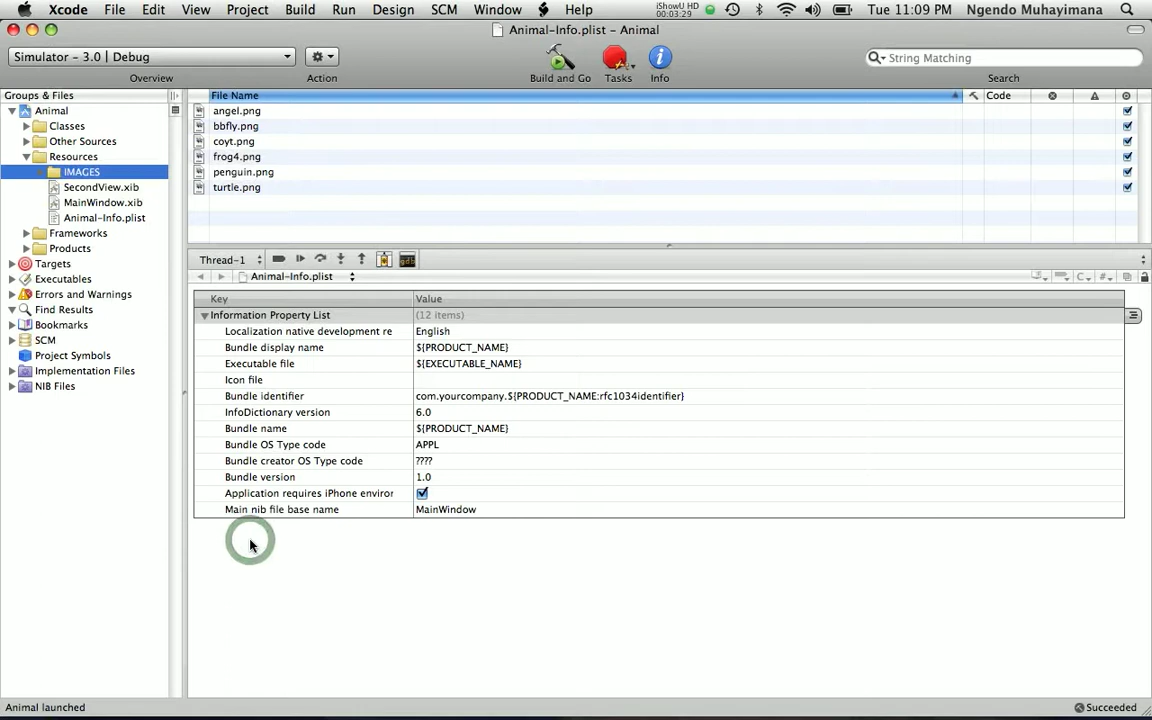 Xcode File Edit View Project Build Run Design SCM Window Help iShowU HD 00:03:29 Tue 11:09 PM Ngendo Muhayimana
Animal-Info.plist – Animal
Simulator - 3.0 | Debug
String Matching
Overview Action Build and Go Tasks Info Search
Groups & Files
File Name Code
Animal
Classes
Other Sources
Resources
IMAGES
SecondView.xib
MainWindow.xib
Animal-Info.plist
Frameworks
Products
Targets
Executables
Errors and Warnings
Find Results
Bookmarks
SCM
Project Symbols
Implementation Files
NIB Files
angel.png
bbfly.png
coyt.png
frog4.png
penguin.png
turtle.png
Thread-1
gdb
Animal-Info.plist
C
#
Key Value
Information Property List (12 items)
Localization native development re English
Bundle display name ${PRODUCT_NAME}
Executable file ${EXECUTABLE_NAME}
Icon file
Bundle identifier com.yourcompany.${PRODUCT_NAME:rfc1034identifier}
InfoDictionary version 6.0
Bundle name ${PRODUCT_NAME}
Bundle OS Type code APPL
Bundle creator OS Type code ????
Bundle version 1.0
Application requires iPhone environ
Main nib file base name MainWindow
Animal launched Succeeded